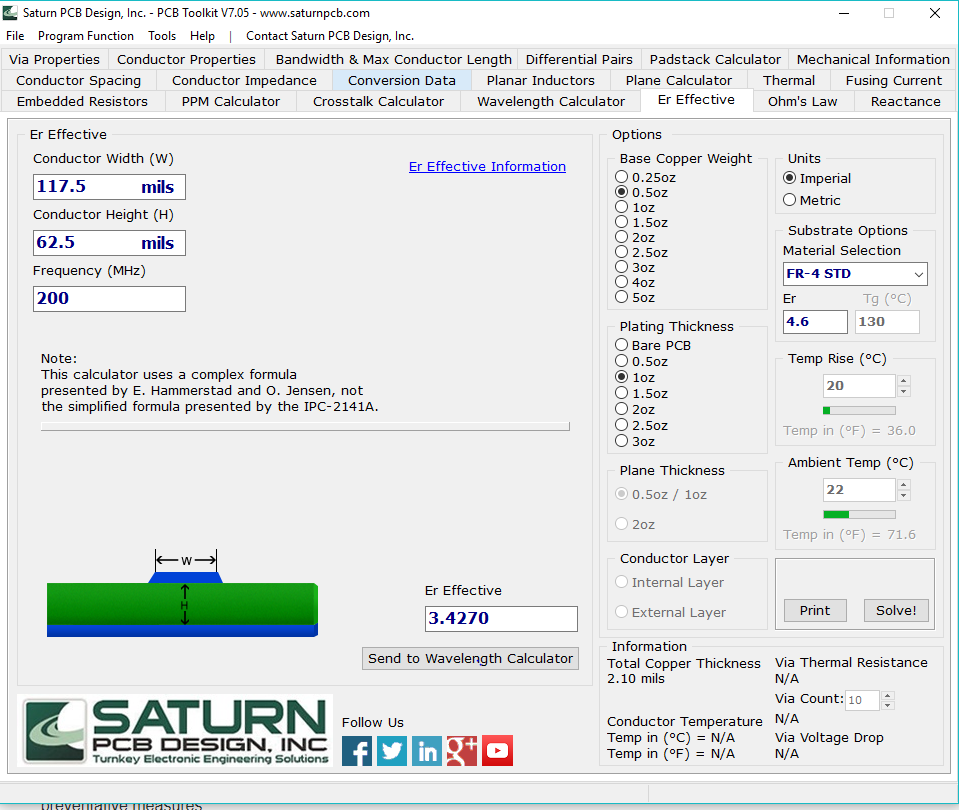 Saturn PCB Design, Inc. - PCB Toolkit V7.05 - www.saturnpcb.com
File Program Function Tools Help | Contact Saturn PCB Design, Inc.
Via Properties Conductor Properties Bandwidth & Max Conductor Length Differential Pairs Padstack Calculator Mechanical Information
Conductor Spacing Conductor Impedance Conversion Data Planar Inductors Plane Calculator Thermal Fusing Current
Embedded Resistors PPM Calculator Crosstalk Calculator Wavelength Calculator Er Effective Ohm's Law Reactance
Er Effective
Conductor Width (W)
Er Effective Information
117.5 mils
Conductor Height (H)
62.5 mils
Frequency (MHz)
200
Note:
This calculator uses a complex formula
presented by E. Hammerstad and O. Jensen, not
the simplified formula presented by the IPC-2141A.
W
H
Er Effective
3.4270
Send to Wavelength Calculator
SATURN
PCB DESIGN, INC
Turnkey Electronic Engineering Solutions
Follow Us
f
in
g+
Options
Base Copper Weight
0.25oz
0.5oz
1oz
1.5oz
2oz
2.5oz
3oz
4oz
5oz
Plating Thickness
Bare PCB
0.5oz
1oz
1.5oz
2oz
2.5oz
3oz
Plane Thickness
0.5oz / 1oz
2oz
Conductor Layer
Internal Layer
External Layer
Units
Imperial
Metric
Substrate Options
Material Selection
FR-4 STD
Er Tg (°C)
4.6 130
Temp Rise (°C)
20
Temp in (°F) = 36.0
Ambient Temp (°C)
22
Temp in (°F) = 71.6
Print Solve!
Information
Total Copper Thickness
2.10 mils
Conductor Temperature
Temp in (°C) = N/A
Temp in (°F) = N/A
Via Thermal Resistance
N/A
Via Count: 10
N/A
Via Voltage Drop
N/A
preventative measures